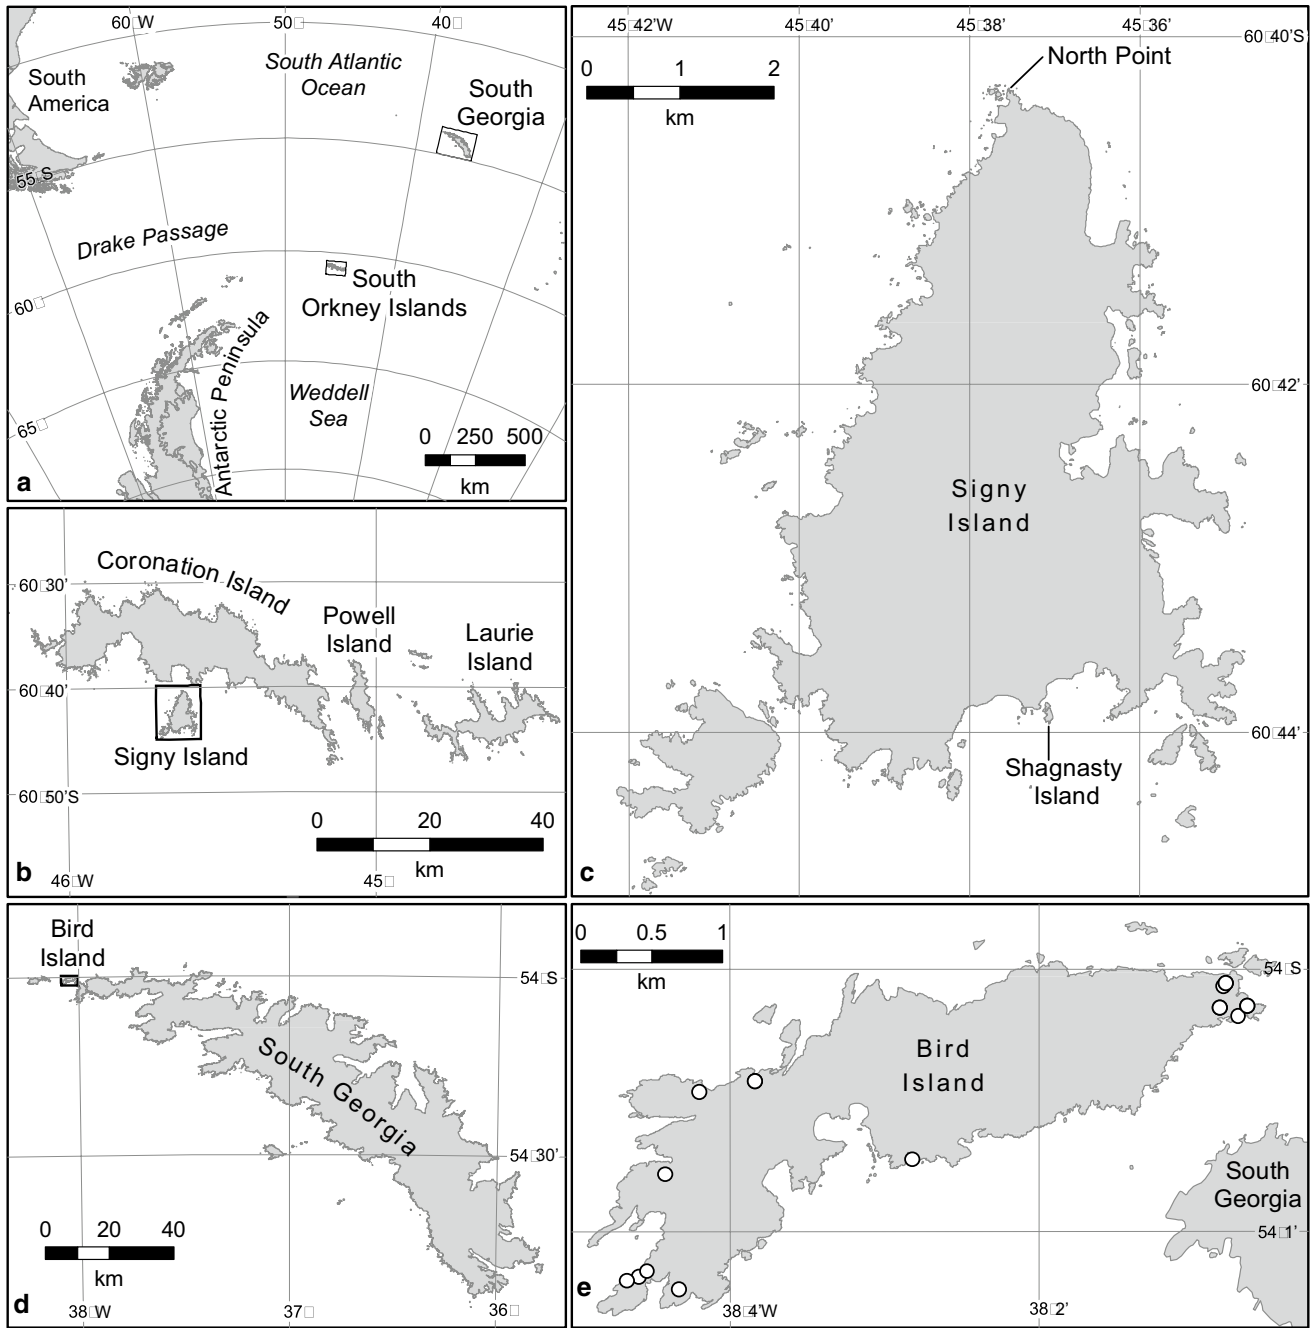 60□W
50□
40□
South America
South Atlantic
Ocean
South
Georgia
55 S
Drake Passage
60□
South
Orkney Islands
Antarctic Peninsula
Weddell
Sea
65□
0 250 500
km
a
60□30'
Coronation Island
Powell
Island
Laurie
Island
60□40'
Signy Island
60□50'S
0 20 40
km
b
46□W
45□
45□42'W
45□40'
45□38'
45□36'
60□40'S
North Point
0 1 2
km
60□42'
Signy
Island
60□44'
Shagnasty
Island
c
Bird
Island
54□S
South Georgia
54□30'
0 20 40
km
d
38□W
37□
36□
0 0.5 1
km
54□S
Bird
Island
South
Georgia
54□1'
e
38□4'W
38□2'